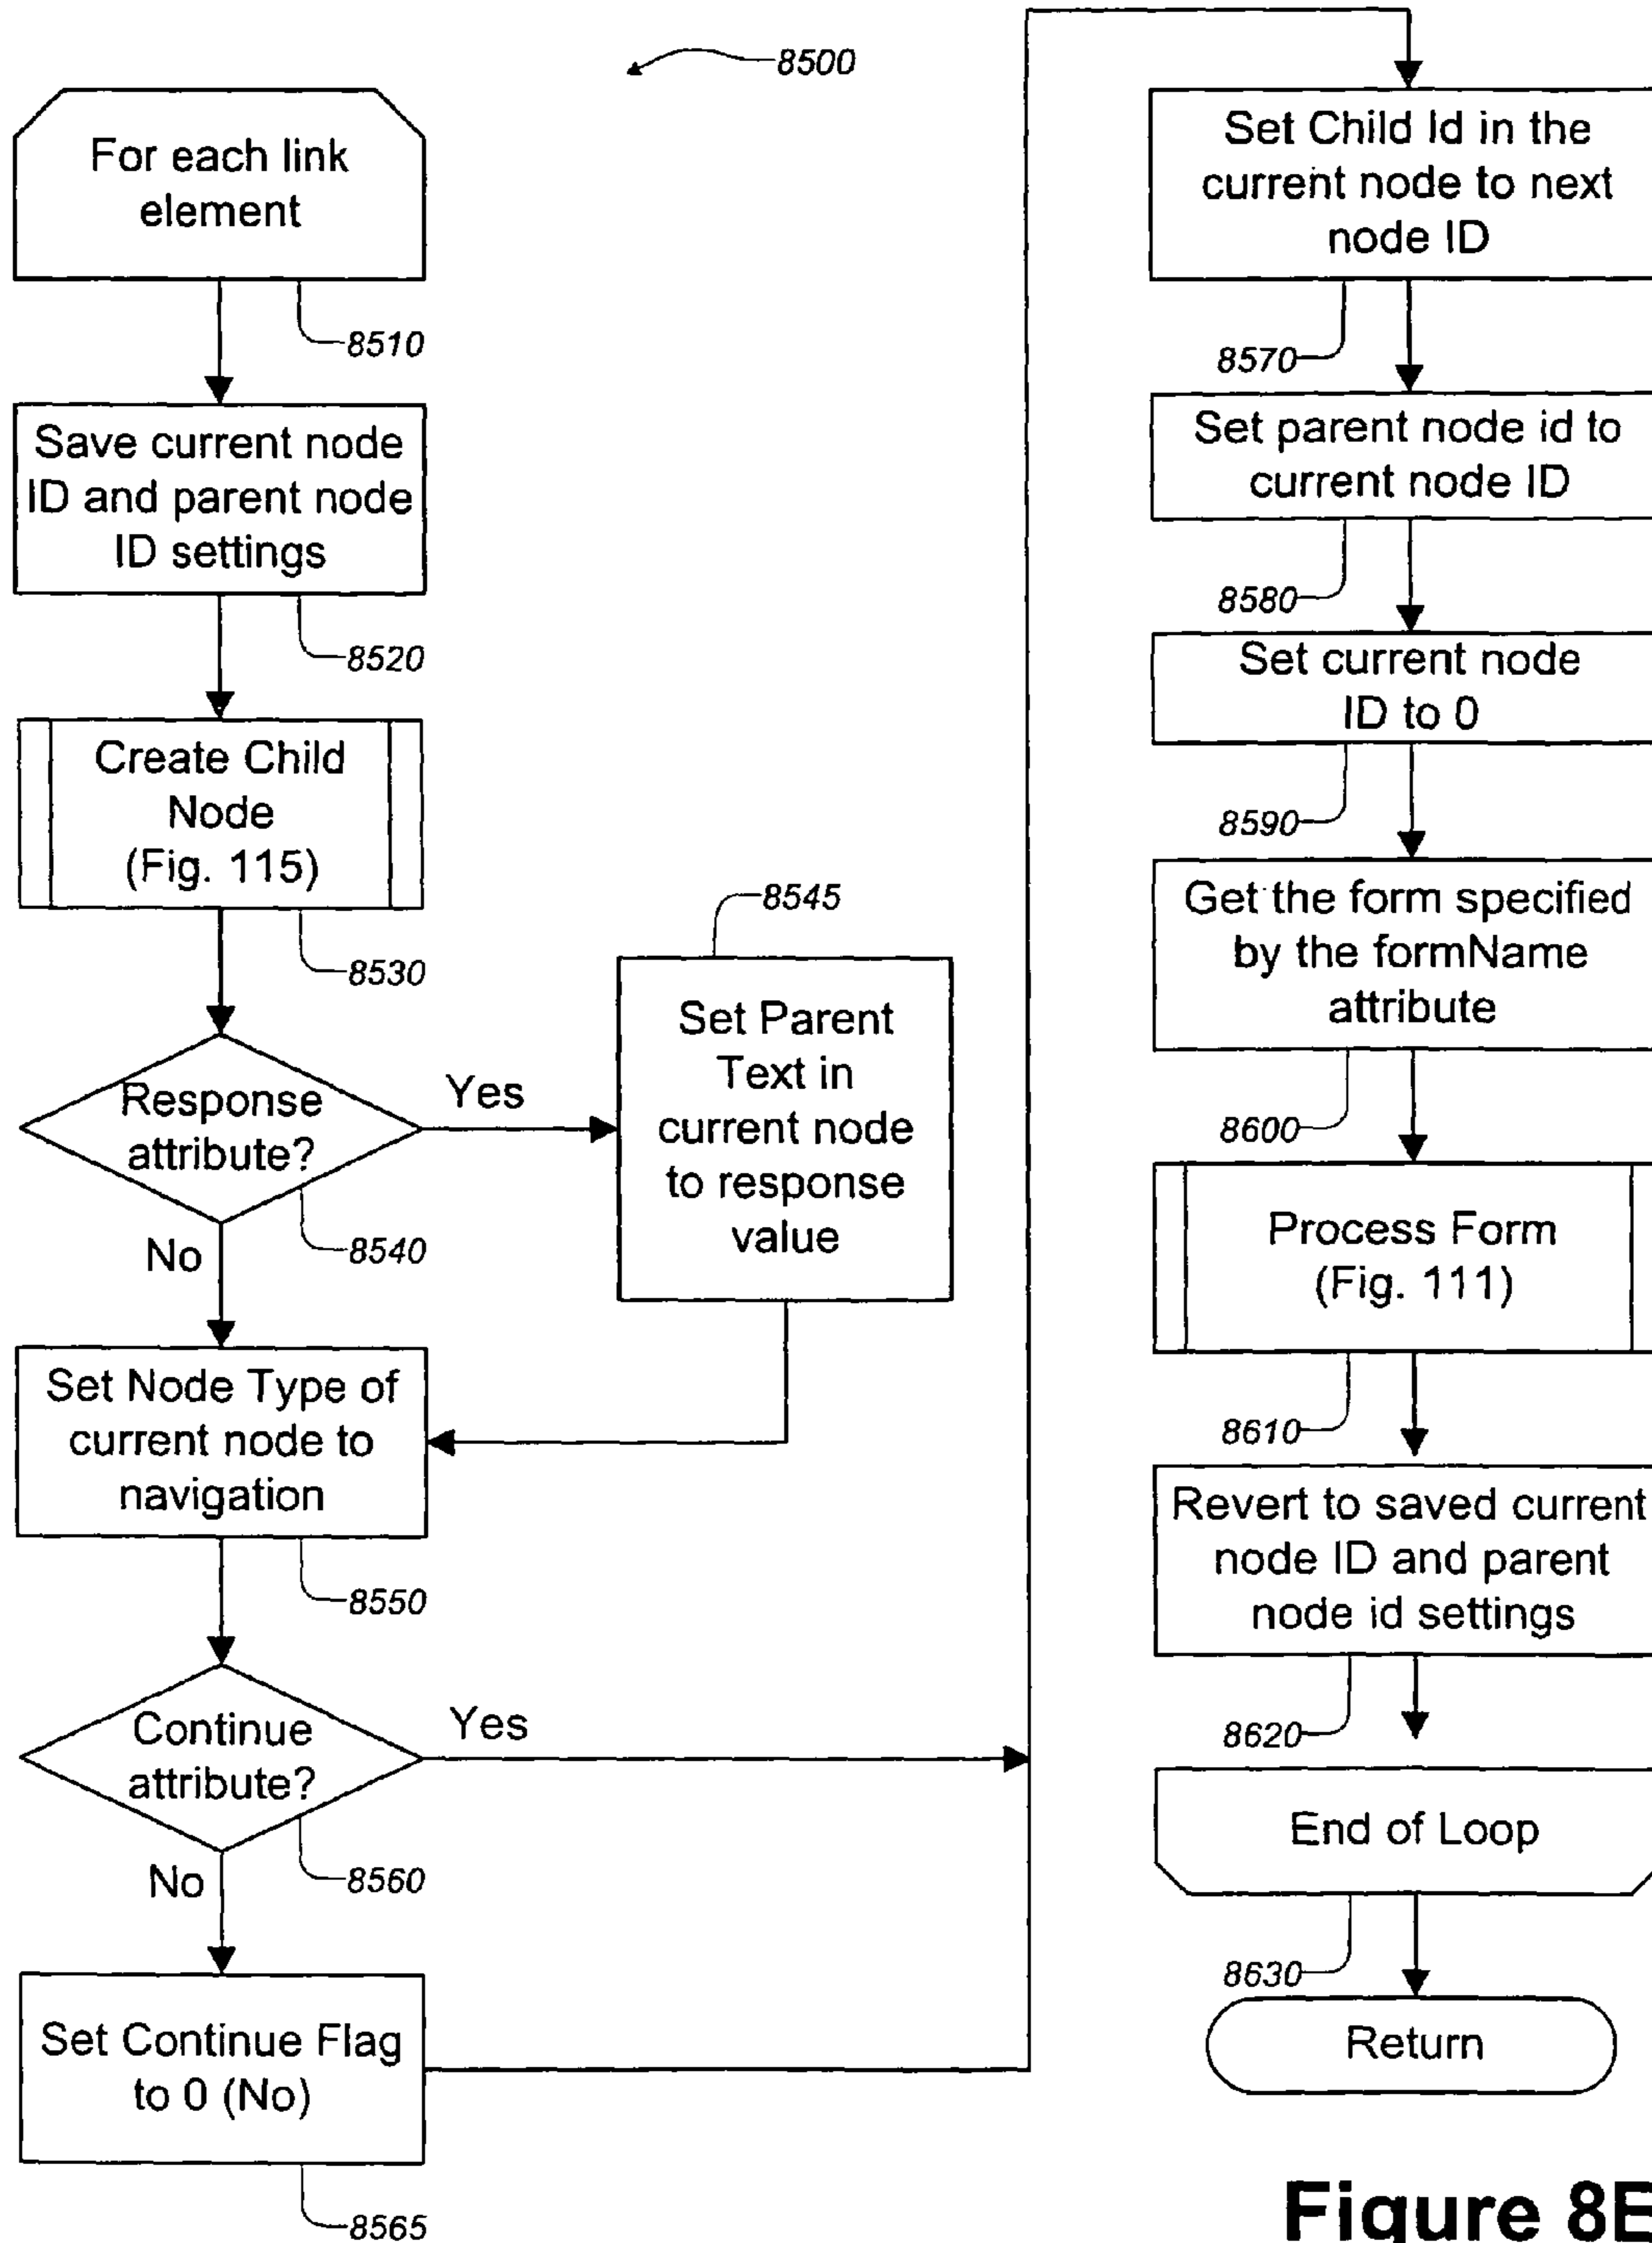 8500
For each link
element
8510
Save current node
ID and parent node
ID settings
8520
Create Child
Node
(Fig. 115)
8530
Response
attribute?
Yes
No
8540
8545
Set Parent
Text in
current node
to response
value
Set Node Type of
current node to
navigation
8550
Continue
attribute?
Yes
No
8560
Set Continue Flag
to 0 (No)
8565
Set Child Id in the
current node to next
node ID
8570
Set parent node id to
current node ID
8580
Set current node
ID to 0
8590
Get the form specified
by the formName
attribute
8600
Process Form
(Fig. 111)
8610
Revert to saved current
node ID and parent
node id settings
8620
End of Loop
8630
Return
Figure 8E